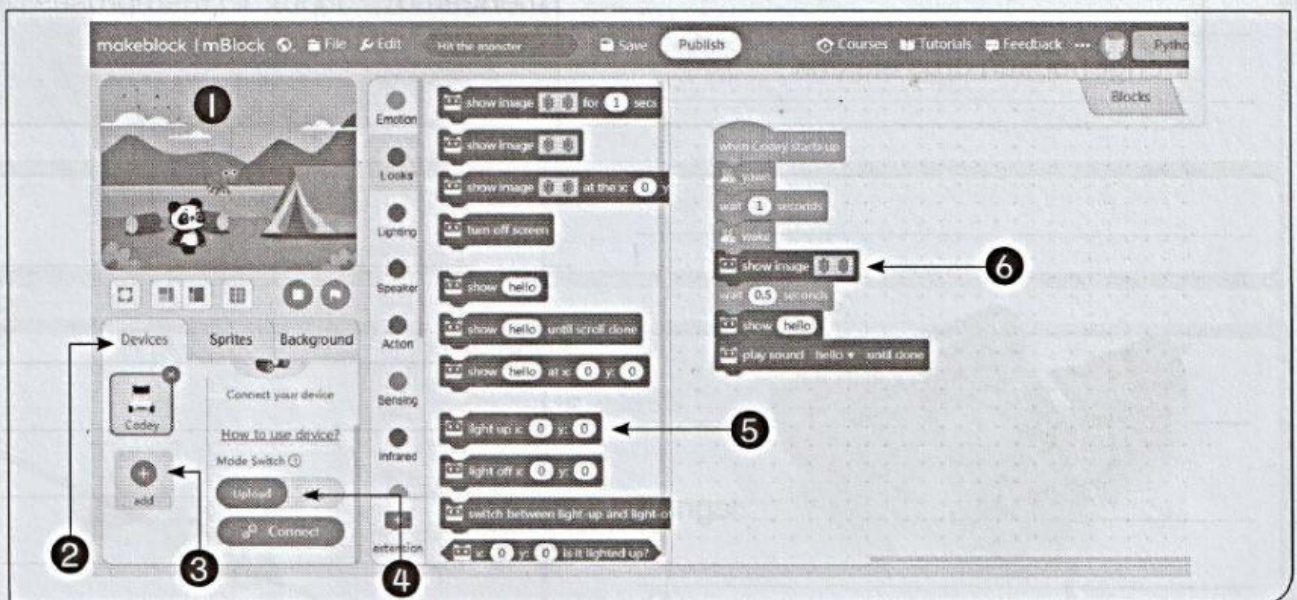 makeblock | mBlock File Edit Hit the monster Save Publish Courses Tutorials Feedback ... Pytho
Blocks
1
Emotion
Looks
Lighting
Speaker
Action
Sensing
Infrared
extension
show image for 1 secs
show image
show image at the x: 0 y
turn off screen
show hello
show hello until scroll done
show hello at x: 0 y: 0
light up x: 0 y: 0
light off x: 0 y: 0
switch between light-up and light-o
x: 0 y: 0 is it lighted up?
when Codey starts up
yawn
wait 1 seconds
wake
show image
wait 0.5 seconds
show hello
play sound hello until done
Devices Sprites Background
Codey
add
Connect your device
How to use device?
Mode Switch
Upload
Connect
2
3
4
5
6